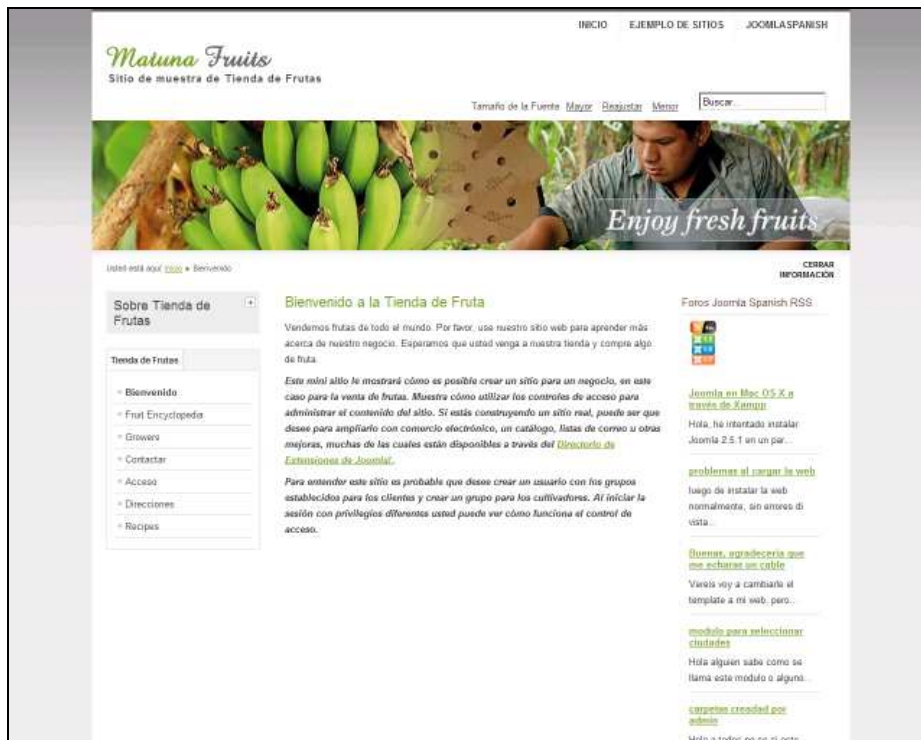 INICIO EJEMPLO DE SITIOS JOOMLASPANISH
Matuna Fruits
Sitio de muestra de Tienda de Frutas
Tamaño de la Fuente Mayor Reajustar Menor Buscar...
Enjoy fresh fruits
Usted está aquí: Inicio Bienvenido
CERRAR
INFORMACIÓN
Sobre Tienda de
Frutas
Tienda de Frutas
Bienvenido
Fruit Encyclopedia
Growers
Contactar
Acceso
Direcciones
Recipes
Bienvenido a la Tienda de Fruta
Vendemos frutas de todo el mundo. Por favor, use nuestro sitio web para aprender más
acerca de nuestro negocio. Esperamos que usted venga a nuestra tienda y compre algo
de fruta.
Este mini sitio le mostrará cómo es posible crear un sitio para un negocio, en este
caso para la venta de frutas. Muestra cómo utilizar los controles de acceso para
administrar el contenido del sitio. Si estás construyendo un sitio real, puede ser que
desee para ampliarlo con comercio electrónico, un catálogo, listas de correo u otras
mejoras, muchas de las cuales están disponibles a través del Directorio de
Extensiones de Joomla!.
Para entender este sitio es probable que desee crear un usuario con los grupos
establecidos para los clientes y crear un grupo para los cultivadores. Al iniciar la
sesión con privilegios diferentes usted puede ver cómo funciona el control de
acceso.
Foros Joomla Spanish RSS
Joomla en Mac OS X a
través de Xampp
Hola, he intentado instalar
Joomla 2.5.1 en un par...
problemas al cargar la web
luego de instalar la web
normalmente, sin errores di
vista...
Buenas, agradecería que
me echaras un cable
Vereis voy a cambiarle el
template a mi web, pero...
modulo para seleccionar
ciudades
Hola alguien sabe como se
llama este modulo o alguno...
carpetas creadad por
admin